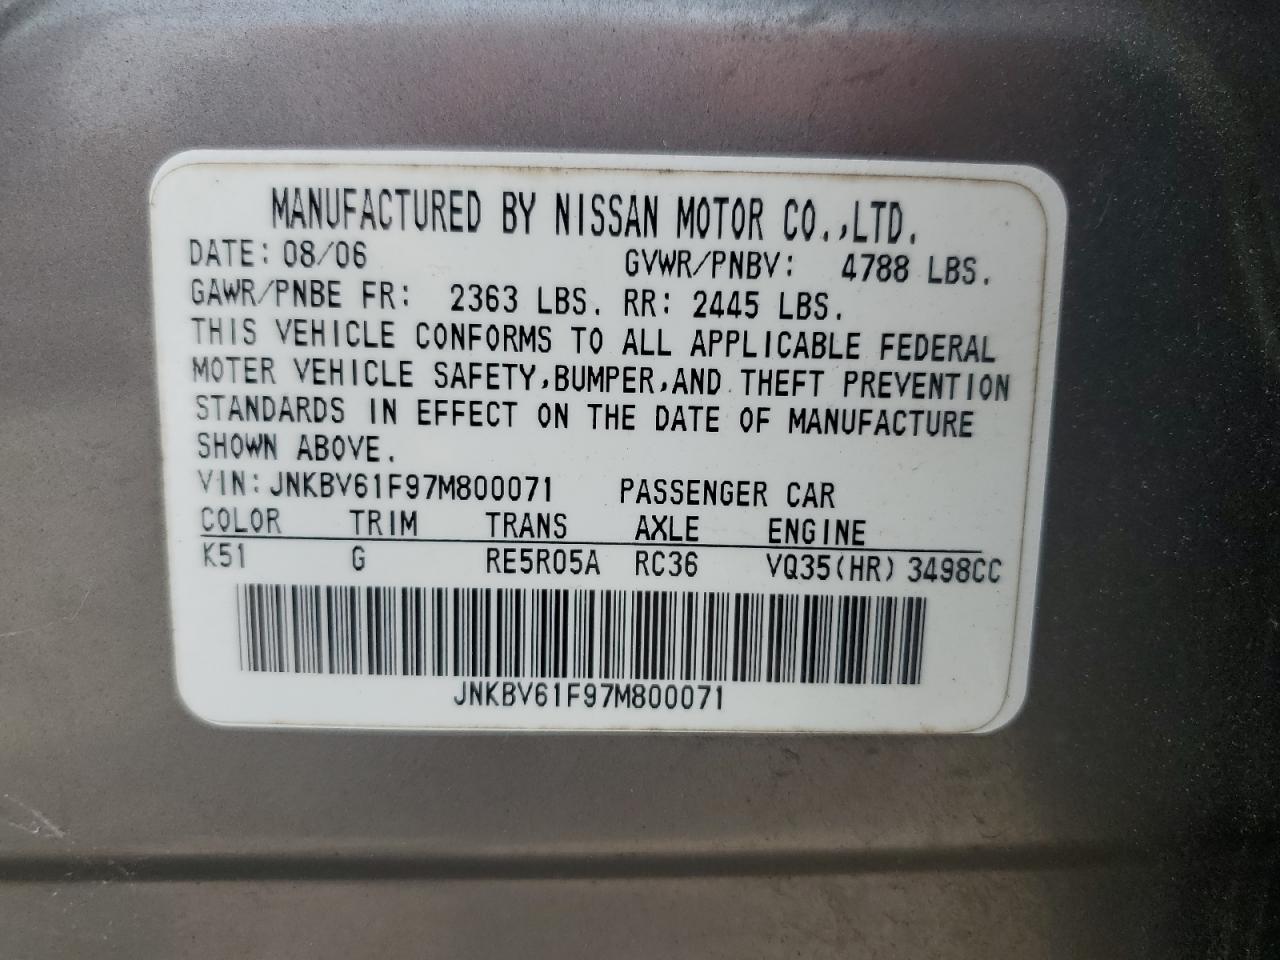 MANUFACTURED BY NISSAN MOTOR CO.,LTD.
DATE: 08/06 GVWR/PNBV: 4788 LBS.
GAWR/PNBE FR: 2363 LBS. RR: 2445 LBS.
THIS VEHICLE CONFORMS TO ALL APPLICABLE FEDERAL
MOTER VEHICLE SAFETY,BUMPER,AND THEFT PREVENTION
STANDARDS IN EFFECT ON THE DATE OF MANUFACTURE
SHOWN ABOVE.
VIN: JNKBV61F97M800071 PASSENGER CAR
COLOR TRIM TRANS AXLE ENGINE
K51 G RE5R05A RC36 VQ35(HR) 3498CC
JNKBV61F97M800071